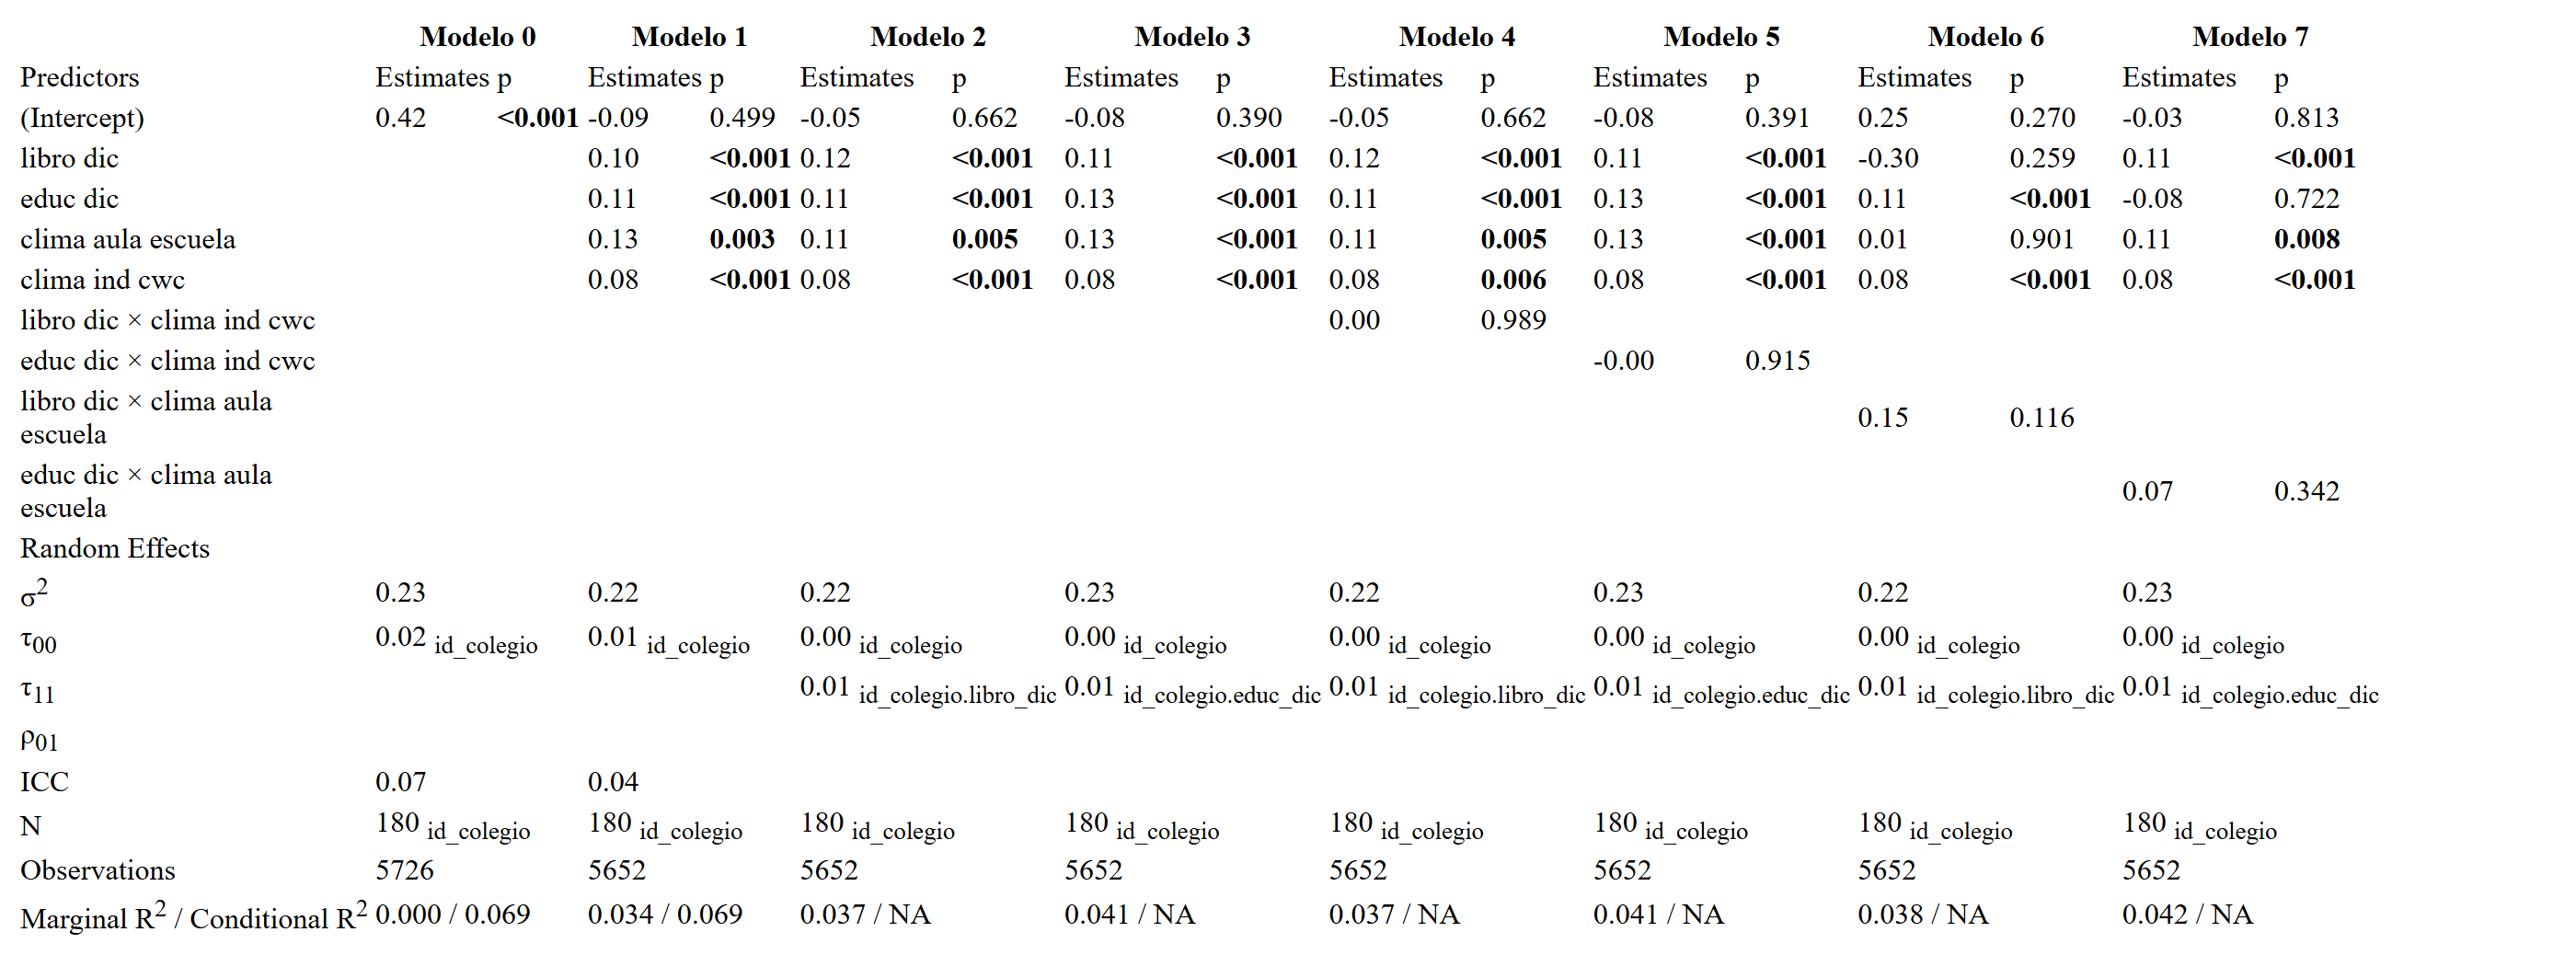 Modelo 0 Modelo 1 Modelo 2 Modelo 3 Modelo 4 Modelo 5 Modelo 6 Modelo 7
Predictors Estimates p Estimates p Estimates p Estimates p Estimates p Estimates p Estimates p Estimates p
(Intercept) 0.42 <0.001 -0.09 0.499 -0.05 0.662 -0.08 0.390 -0.05 0.662 -0.08 0.391 0.25 0.270 -0.03 0.813
libro dic 0.10 <0.001 0.12 <0.001 0.11 <0.001 0.12 <0.001 0.11 <0.001 -0.30 0.259 0.11 <0.001
educ dic 0.11 <0.001 0.11 <0.001 0.13 <0.001 0.11 <0.001 0.13 <0.001 0.11 <0.001 -0.08 0.722
clima aula escuela 0.13 0.003 0.11 0.005 0.13 <0.001 0.11 0.005 0.13 <0.001 0.01 0.901 0.11 0.008
clima ind cwc 0.08 <0.001 0.08 <0.001 0.08 <0.001 0.08 0.006 0.08 <0.001 0.08 <0.001 0.08 <0.001
libro dic × clima ind cwc 0.00 0.989
educ dic × clima ind cwc -0.00 0.915
libro dic × clima aula
escuela 0.15 0.116
educ dic × clima aula
escuela 0.07 0.342
Random Effects
σ2 0.23 0.22 0.22 0.23 0.22 0.23 0.22 0.23
τ00 0.02 id_colegio 0.01 id_colegio 0.00 id_colegio 0.00 id_colegio 0.00 id_colegio 0.00 id_colegio 0.00 id_colegio 0.00 id_colegio
τ11 0.01 id_colegio.libro_dic 0.01 id_colegio.educ_dic 0.01 id_colegio.libro_dic 0.01 id_colegio.educ_dic 0.01 id_colegio.libro_dic 0.01 id_colegio.educ_dic
ρ01
ICC 0.07 0.04
N 180 id_colegio 180 id_colegio 180 id_colegio 180 id_colegio 180 id_colegio 180 id_colegio 180 id_colegio 180 id_colegio
Observations 5726 5652 5652 5652 5652 5652 5652 5652
Marginal R2 / Conditional R2 0.000 / 0.069 0.034 / 0.069 0.037 / NA 0.041 / NA 0.037 / NA 0.041 / NA 0.038 / NA 0.042 / NA